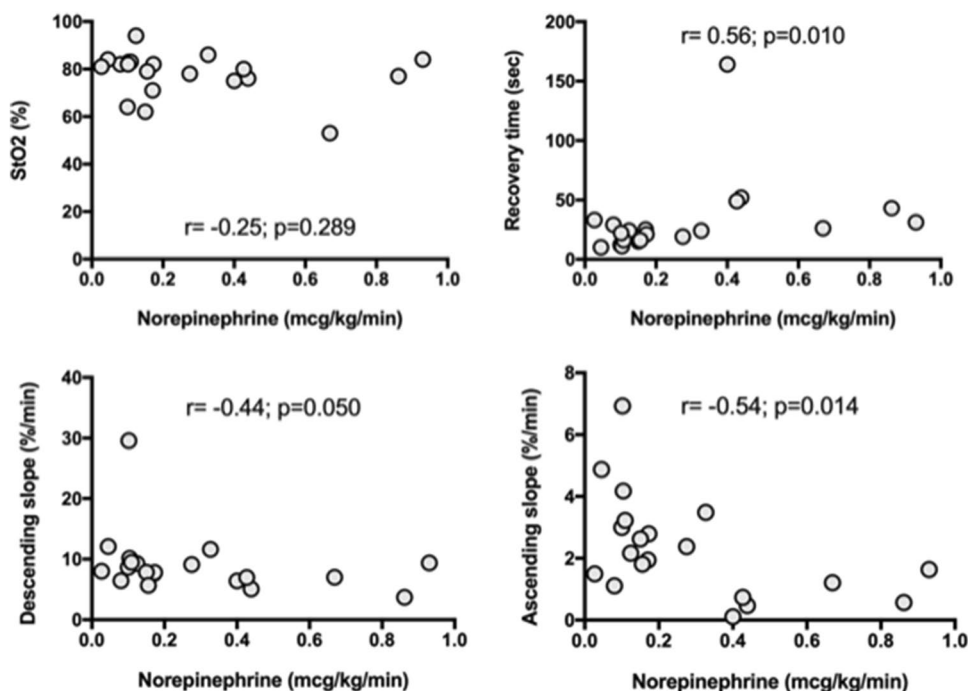 StO2 (%)
100
80
60
40
20
0
r= -0.25; p=0.289
0.0 0.2 0.4 0.6 0.8 1.0
Norepinephrine (mcg/kg/min)
Recovery time (sec)
200
150
100
50
0
r= 0.56; p=0.010
0.0 0.2 0.4 0.6 0.8 1.0
Norepinephrine (mcg/kg/min)
Descending slope (%/min)
40
30
20
10
0
r= -0.44; p=0.050
0.0 0.2 0.4 0.6 0.8 1.0
Norepinephrine (mcg/kg/min)
Ascending slope (%/min)
8
6
4
2
0
r= -0.54; p=0.014
0.0 0.2 0.4 0.6 0.8 1.0
Norepinephrine (mcg/kg/min)